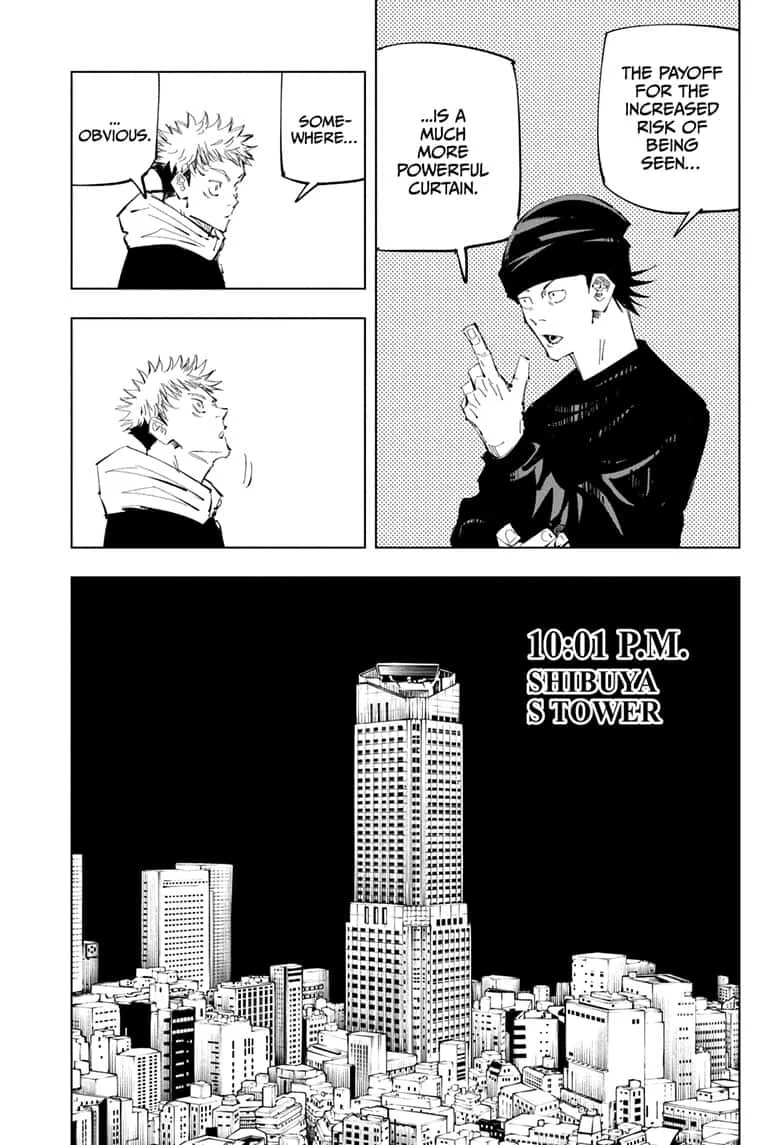 THE PAYOFF
FOR THE
INCREASED
RISK OF
BEING
SEEN...
...IS A
MUCH
MORE
POWERFUL
CURTAIN.
SOME-
WHERE...
...
OBVIOUS.
10:01 P.M.
SHIBUYA
S TOWER